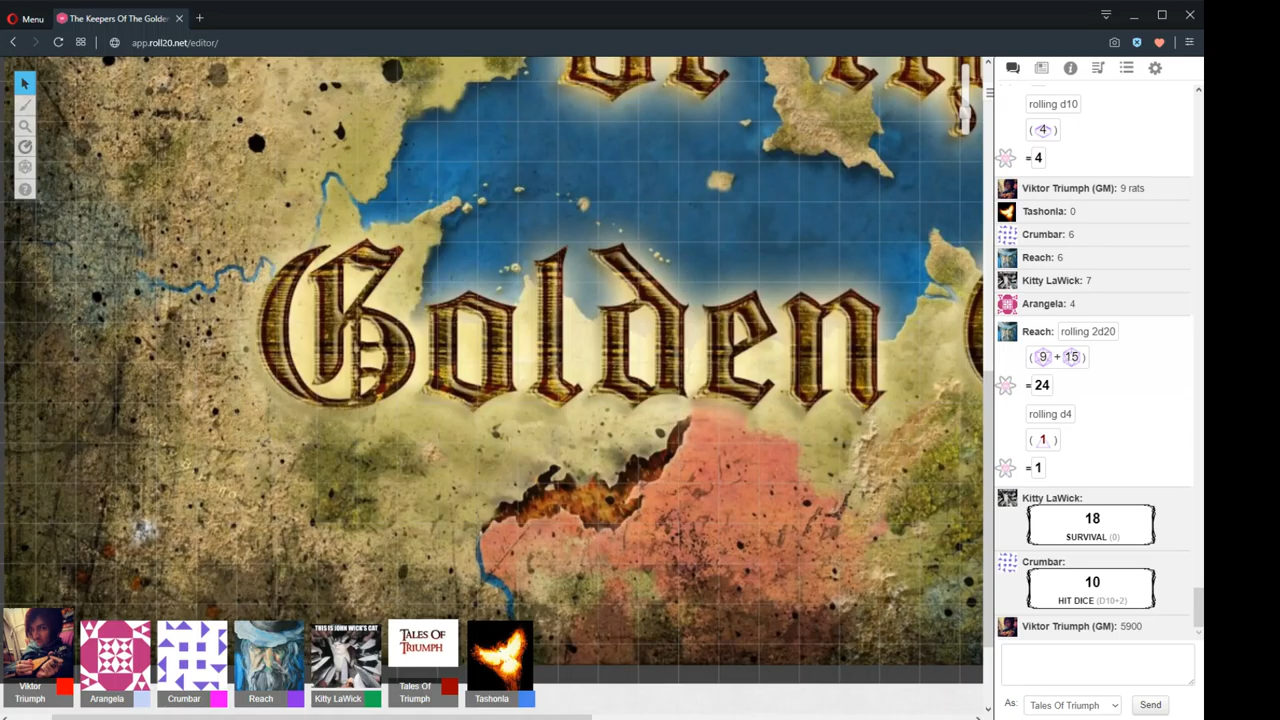 Menu
The Keepers Of The Golde
app.roll20.net/editor/
Golden
rolling d10
( 4 )
= 4
Viktor Triumph (GM): 9 rats
Tashonla: 0
Crumbar: 6
Reach: 6
Kitty LaWick: 7
Arangela: 4
Reach: rolling 2d20
( 9 + 15 )
= 24
rolling d4
( 1 )
= 1
Kitty LaWick:
18
SURVIVAL (0)
Crumbar:
10
HIT DICE (D10+2)
Viktor Triumph (GM): 5900
As: Tales Of Triumph
Send
Viktor Triumph
Arangela
Crumbar
Reach
THIS IS JOHN WICK'S CAT
Kitty LaWick
TALES OF
TRIUMPH
Tales Of Triumph
Tashonla